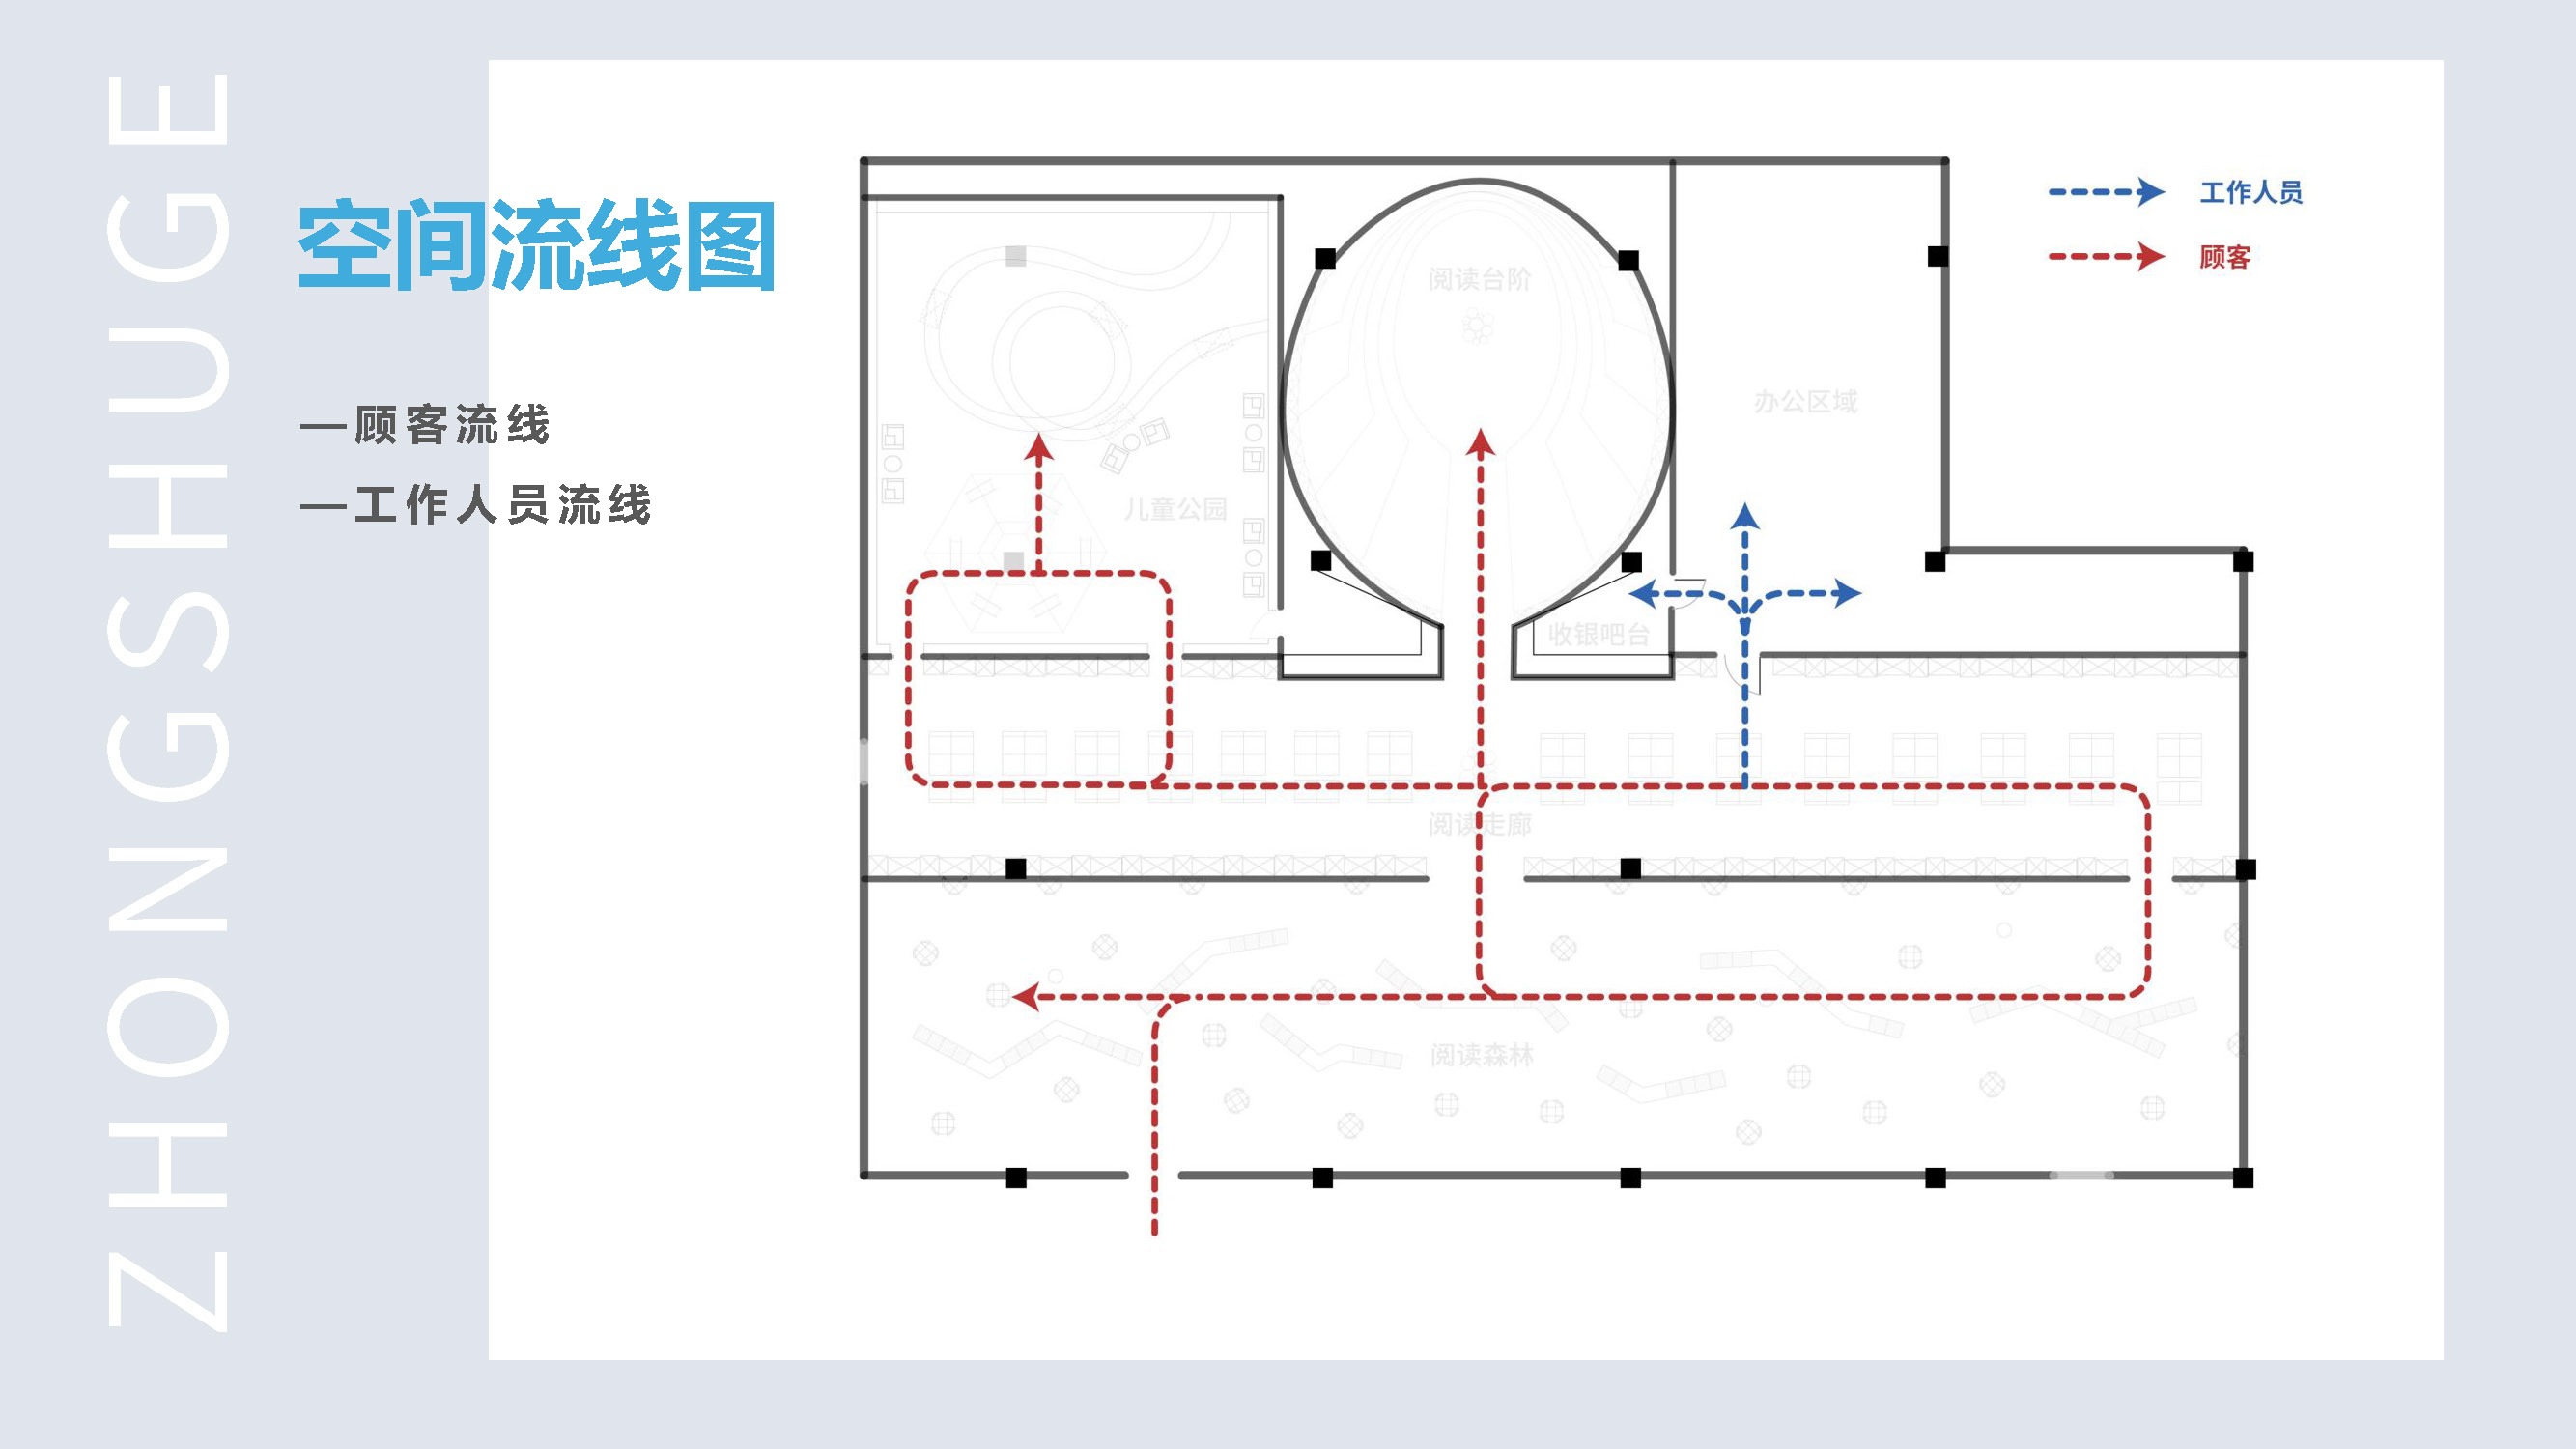 ZHONGSHUGE
空间流线图
—顾客流线
—工作人员流线
工作人员
顾客
阅读台阶
办公区域
儿童公园
收银吧台
阅读走廊
阅读森林